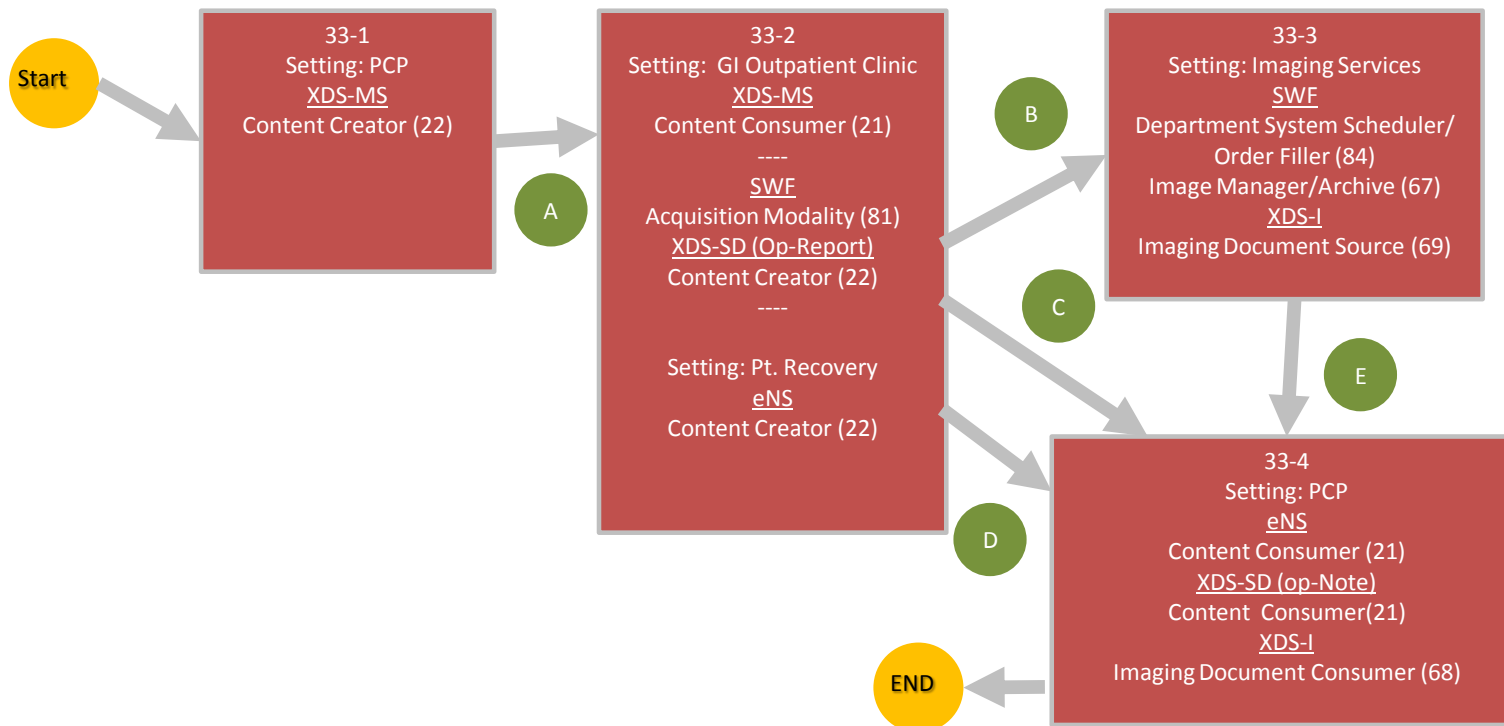 Start
33-1
Setting: PCP
XDS-MS
Content Creator (22)
A
33-2
Setting:  GI Outpatient Clinic
XDS-MS
Content Consumer (21)
----
SWF
Acquisition Modality (81)
XDS-SD (Op-Report)
Content Creator (22)
----
Setting: Pt. Recovery
eNS
Content Creator (22)
B
C
D
33-3
Setting: Imaging Services
SWF
Department System Scheduler/
Order Filler (84)
Image Manager/Archive (67)
XDS-I
Imaging Document Source (69)
E
33-4
Setting: PCP
eNS
Content Consumer (21)
XDS-SD (op-Note)
Content  Consumer(21)
XDS-I
Imaging Document Consumer (68)
END